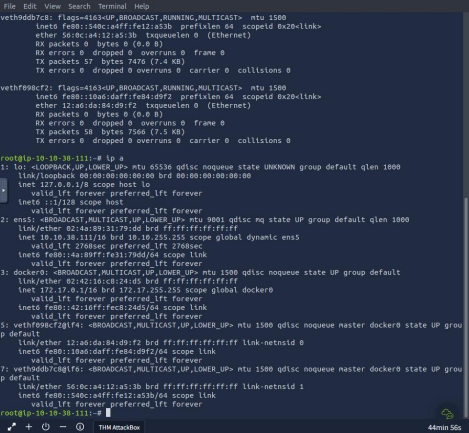 File Edit View Search Terminal Help
veth9ddb7c8: flags=4163<UP,BROADCAST,RUNNING,MULTICAST> mtu 1500
inet6 fe80::540c:a4ff:fe12:a53b prefixlen 64 scopeid 0x20<link>
ether 56:0c:a4:12:a5:3b txqueuelen 0 (Ethernet)
RX packets 0 bytes 0 (0.0 B)
RX errors 0 dropped 0 overruns 0 frame 0
TX packets 57 bytes 7476 (7.4 KB)
TX errors 0 dropped 0 overruns 0 carrier 0 collisions 0
vethf098cf2: flags=4163<UP,BROADCAST,RUNNING,MULTICAST> mtu 1500
inet6 fe80::10a6:daff:fe84:d9f2 prefixlen 64 scopeid 0x20<link>
ether 12:a6:da:84:d9:f2 txqueuelen 0 (Ethernet)
RX packets 0 bytes 0 (0.0 B)
RX errors 0 dropped 0 overruns 0 frame 0
TX packets 58 bytes 7566 (7.5 KB)
TX errors 0 dropped 0 overruns 0 carrier 0 collisions 0
root@ip-10-10-38-111:~# ip a
1: lo: <LOOPBACK,UP,LOWER_UP> mtu 65536 qdisc noqueue state UNKNOWN group default qlen 1000
link/loopback 00:00:00:00:00:00 brd 00:00:00:00:00:00
inet 127.0.0.1/8 scope host lo
valid_lft forever preferred_lft forever
inet6 ::1/128 scope host
valid_lft forever preferred_lft forever
2: ens5: <BROADCAST,MULTICAST,UP,LOWER_UP> mtu 9001 qdisc mq state UP group default qlen 1000
link/ether 02:4a:89:31:79:dd brd ff:ff:ff:ff:ff:ff
inet 10.10.38.111/16 brd 10.10.255.255 scope global dynamic ens5
valid_lft 2768sec preferred_lft 2768sec
inet6 fe80::4a:89ff:fe31:79dd/64 scope link
valid_lft forever preferred_lft forever
3: docker0: <BROADCAST,MULTICAST,UP,LOWER_UP> mtu 1500 qdisc noqueue state UP group default
link/ether 02:42:16:c8:24:d5 brd ff:ff:ff:ff:ff:ff
inet 172.17.0.1/16 brd 172.17.255.255 scope global docker0
valid_lft forever preferred_lft forever
inet6 fe80::42:16ff:fec8:24d5/64 scope link
valid_lft forever preferred_lft forever
5: vethf098cf2@if4: <BROADCAST,MULTICAST,UP,LOWER_UP> mtu 1500 qdisc noqueue master docker0 state UP grou
p default
link/ether 12:a6:da:84:d9:f2 brd ff:ff:ff:ff:ff:ff link-netnsid 0
inet6 fe80::10a6:daff:fe84:d9f2/64 scope link
valid_lft forever preferred_lft forever
7: veth9ddb7c8@if6: <BROADCAST,MULTICAST,UP,LOWER_UP> mtu 1500 qdisc noqueue master docker0 state UP grou
p default
link/ether 56:0c:a4:12:a5:3b brd ff:ff:ff:ff:ff:ff link-netnsid 1
inet6 fe80::540c:a4ff:fe12:a53b/64 scope link
valid_lft forever preferred_lft forever
root@ip-10-10-38-111:~#
THM AttackBox
44min 56s